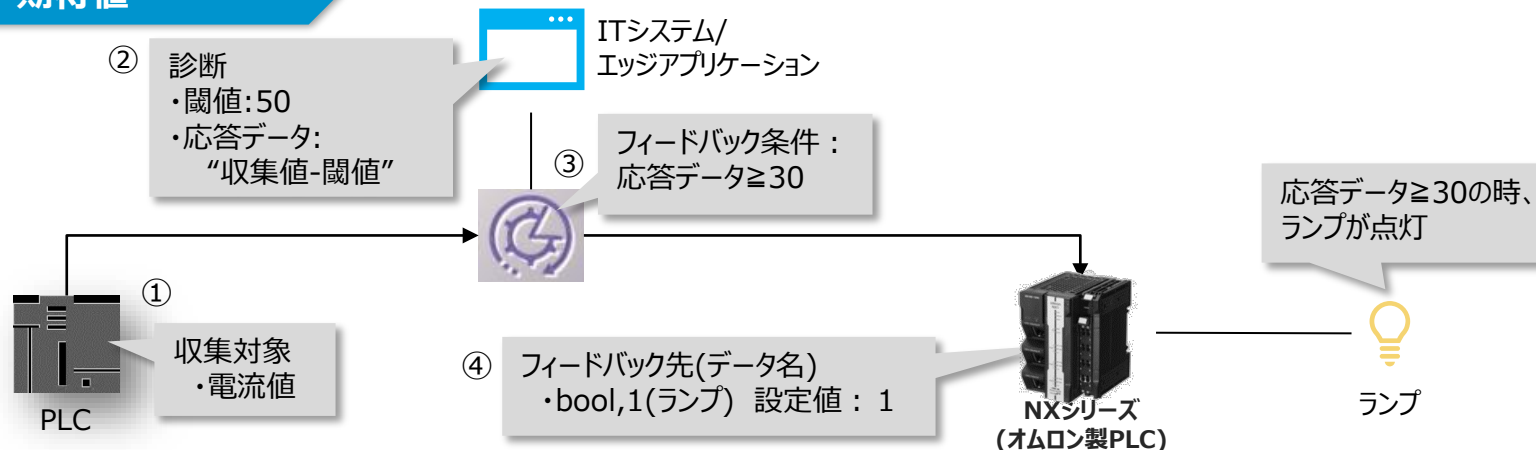 期待値
②
診断
・閾値:50
・応答データ:
“収集値-閾値”
ITシステム/
エッジアプリケーション
③
フィードバック条件：
応答データ≧30
応答データ≧30の時、
ランプが点灯
①
収集対象
・電流値
PLC
④
フィードバック先(データ名)
・bool,1(ランプ) 設定値： 1
NXシリーズ
(オムロン製PLC)
ランプ